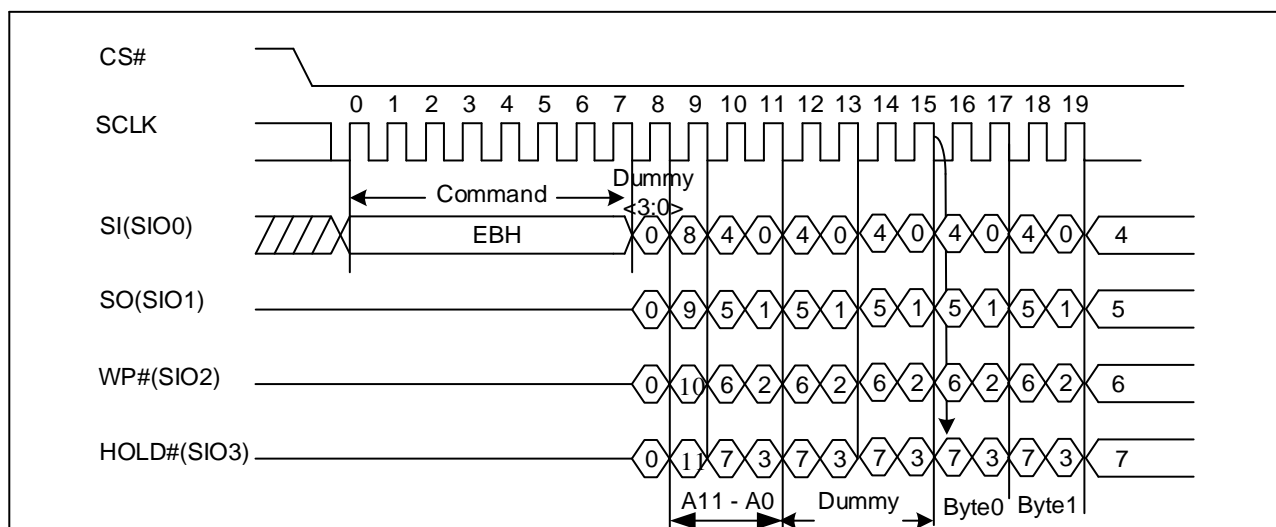 CS#
0 1 2 3 4 5 6 7 8 9 10 11 12 13 14 15 16 17 18 19
SCLK
Command
Dummy
<3:0>
SI(SIO0)
EBH
0 8 4 0 4 0 4 0 4 0 4 0 4
SO(SIO1)
0 9 5 1 5 1 5 1 5 1 5 1 5
WP#(SIO2)
0 10 6 2 6 2 6 2 6 2 6 2 6
HOLD#(SIO3)
0 11 7 3 7 3 7 3 7 3 7 3 7
A11 - A0 Dummy Byte0 Byte1